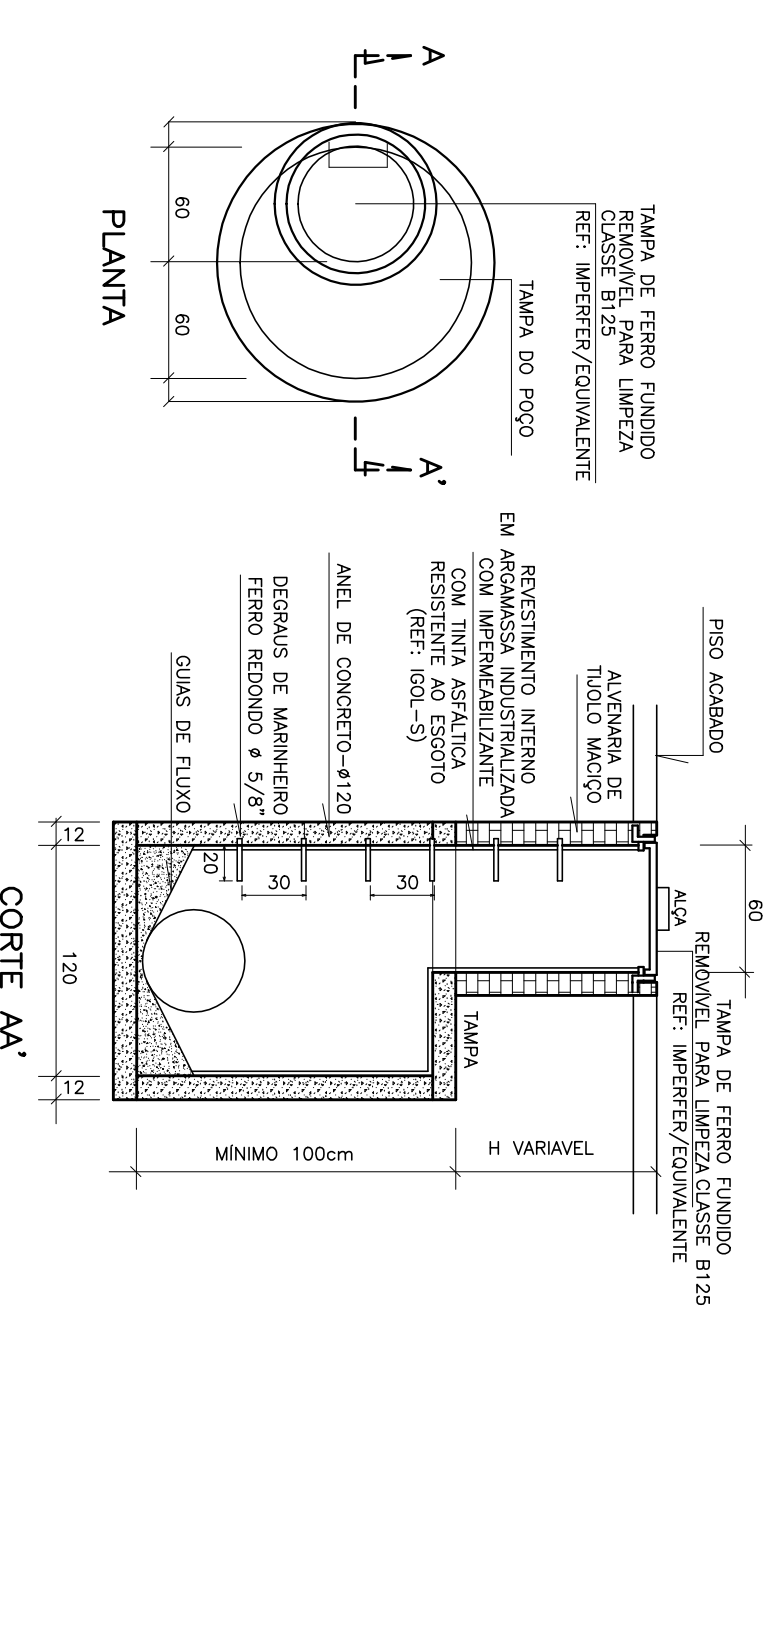 A
A'
TAMPA DE FERRO FUNDIDO
REMOVÍVEL PARA LIMPEZA
CLASSE B125
REF: IMPERFER/EQUIVALENTE
TAMPA DO POÇO
60
60
PLANTA
PISO ACABADO
ALVENARIA DE
TIJOLO MACIÇO
REVESTIMENTO INTERNO
EM ARGAMASSA INDUSTRIALIZADA
COM IMPERMEABILIZANTE
COM TINTA ASFÁLTICA
RESISTENTE AO ESGOTO
(REF: IGOL-S)
ANEL DE CONCRETO-ø120
DEGRAUS DE MARINHEIRO
FERRO REDONDO ø 5/8"
GUIAS DE FLUXO
60
ALÇA
TAMPA DE FERRO FUNDIDO
REMOVÍVEL PARA LIMPEZA CLASSE B125
REF: IMPERFER/EQUIVALENTE
TAMPA
30
30
20
H VARIAVEL
MÍNIMO 100cm
12
120
12
CORTE AA'